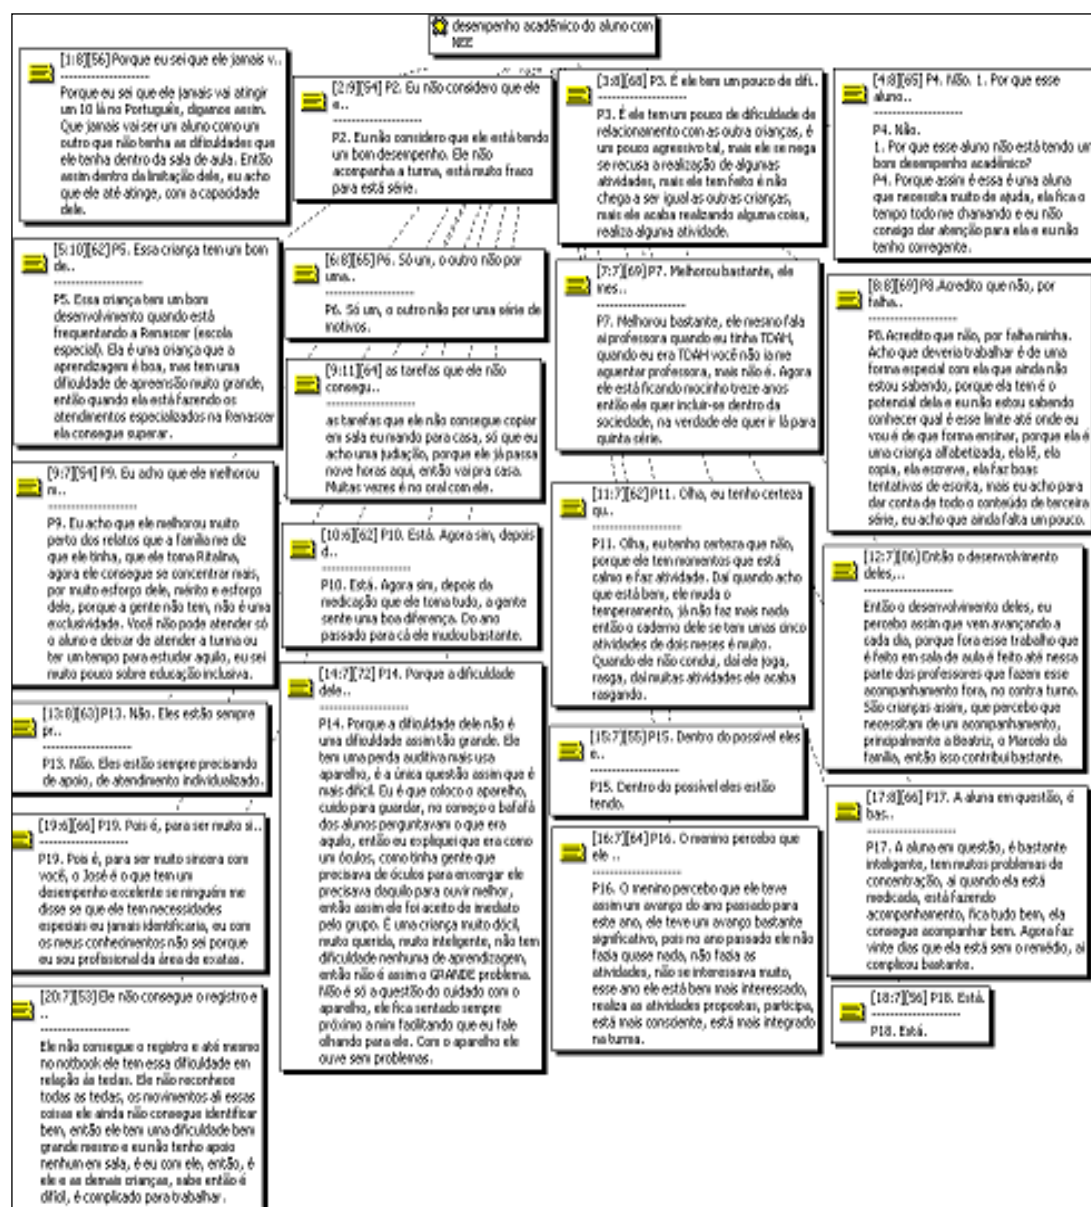 desempenho acadêmico do aluno com
NEE
[1:8][56] Porque eu sei que ele jamais v..
--------------------
Porque eu sei que ele jamais vai atingir
um 10 lá no Português, digamos assim.
Que jamais vai ser um aluno como um
outro que não tenha as dificuldades que
ele tenha dentro da sala de aula. Então
assim dentro da limitação dele, eu acho
que ele até atinge, com a capacidade
dele.
[2:9][54] P2. Eu não considero que ele
e..
--------------------
P2. Eu não considero que ele está tendo
um bom desempenho. Ele não
acompanha a turma, está muito fraco
para está série.
[3:8][68] P3. É ele tem um pouco de difi..
--------------------
P3. É ele tem um pouco de dificuldade de
relacionamento com as outra crianças, é
um pouco agressivo tal, mais ele se nega
se recusa a realização de algumas
atividades, mais ele tem feito é não
chega a ser igual as outras crianças,
mais ele acaba realizando alguma coisa,
realiza alguma atividade.
[4:8][65] P4. Não. 1. Por que esse
aluno..
--------------------
P4. Não.
1. Por que esse aluno não está tendo um
bom desempenho acadêmico?
P4. Porque assim é essa é uma aluna
que necessita muito de ajuda, ela fica o
tempo todo me chamando e eu não
consigo dar atenção para ela e eu não
tenho corregente.
[5:10][62] P5. Essa criança tem um bom
de..
--------------------
P5. Essa criança tem um bom
desenvolvimento quando está
frequentando a Renascer (escola
especial). Ela é uma criança que a
aprendizagem é boa, mas tem uma
dificuldade de apreensão muito grande,
então quando ela está fazendo os
atendimentos especializados na Renascer
ela consegue superar.
[6:8][65] P6. Só um, o outro não por
uma..
--------------------
P6. Só um, o outro não por uma série de
motivos.
[7:7][69] P7. Melhorou bastante, ele
mes..
--------------------
P7. Melhorou bastante, ele mesmo fala
ai professora quando eu tinha TDAH,
quando eu era TDAH você não ia me
aguentar professora, mais não é. Agora
ele está ficando mocinho treze anos
então ele quer incluir-se dentro da
sociedade, na verdade ele quer ir lá para
quinta série.
[8:8][69] P8.Acredito que não, por
falha..
--------------------
P8.Acredito que não, por falha minha.
Acho que deveria trabalhar é de uma
forma especial com ela que ainda não
estou sabendo, porque ela tem é o
potencial dela e eu não estou sabendo
conhecer qual é esse limite até onde eu
vou é de que forma ensinar, porque ela é
uma criança alfabetizada, ela lê, ela
copia, ela escreve, ela faz boas
tentativas de escrita, mais eu acho para
dar conta de todo o conteúdo de terceira
série, eu acho que ainda falta um pouco.
[9:11][64] as tarefas que ele não
consegu..
--------------------
as tarefas que ele não consegue copiar
em sala eu mando para casa, só que eu
acho uma judiação, porque ele já passa
nove horas aqui, então vai pra casa.
Muitas vezes é no oral com ele.
[9:7][54] P9. Eu acho que ele melhorou
m..
--------------------
P9. Eu acho que ele melhorou muito
perto dos relatos que a família me diz
que ele tinha, que ele toma Ritalina,
agora ele consegue se concentrar mais,
por muito esforço dele, mérito e esforço
dele, porque a gente não tem, não é uma
exclusividade. Você não pode atender só
o aluno e deixar de atender a turma ou
ter um tempo para estudar aquilo, eu sei
muito pouco sobre educação inclusiva.
[10:6][62] P10. Está. Agora sim, depois
d..
--------------------
P10. Está. Agora sim, depois da
medicação que ele toma tudo, a gente
sente uma boa diferença. Do ano
passado para cá ele mudou bastante.
[11:7][62] P11. Olha, eu tenho certeza
qu..
--------------------
P11. Olha, eu tenho certeza que não,
porque ele tem momentos que está
calmo e faz atividade. Daí quando acho
que está bem, ele muda o
temperamento, já não faz mais nada
então o caderno dele se tem umas cinco
atividades de dois meses é muito.
Quando ele não conclui, daí ele joga,
rasga, daí muitas atividades ele acaba
rasgando.
[12:7][86] Então o desenvolvimento
deles,...
--------------------
Então o desenvolvimento deles, eu
percebo assim que vem avançando a
cada dia, porque fora esse trabalho que
é feito em sala de aula é feito até nessa
parte dos professores que fazem esse
acompanhamento fora, no contra turno.
São crianças assim, que percebo que
necessitam de um acompanhamento,
principalmente a Beatriz, o Marcelo da
família, então isso contribui bastante.
[13:8][63] P13. Não. Eles estão sempre
pr..
--------------------
P13. Não. Eles estão sempre precisando
de apoio, de atendimento individualizado.
[14:7][72] P14. Porque a dificuldade
dele..
--------------------
P14. Porque a dificuldade dele não é
uma dificuldade assim tão grande. Ele
tem uma perda auditiva mais usa
aparelho, é a única questão assim que é
mais difícil. Eu é que coloco o aparelho,
cuido para guardar, no começo o bafafá
dos alunos perguntavam o que era
aquilo, então eu expliquei que era como
um óculos, como tinha gente que
precisava de óculos para enxergar ele
precisava daquilo para ouvir melhor,
então assim ele foi aceito de imediato
pelo grupo. É uma criança muito dócil,
muito querida, muito inteligente, não tem
dificuldade nenhuma de aprendizagem,
então não é assim o GRANDE problema.
Não é só a questão do cuidado com o
aparelho, ele fica sentado sempre
próximo a mim facilitando que eu fale
olhando para ele. Com o aparelho ele
ouve sem problemas.
[15:7][55] P15. Dentro do possível eles
e..
--------------------
P15. Dentro do possível eles estão
tendo.
[16:7][64] P16. O menino percebo que
ele ..
--------------------
P16. O menino percebo que ele teve
assim um avanço do ano passado para
este ano, ele teve um avanço bastante
significativo, pois no ano passado ele não
fazia quase nada, não fazia as
atividades, não se interessava muito,
esse ano ele está bem mais interessado,
realiza as atividades propostas, participa,
está mais consciente, está mais integrado
na turma.
[17:8][66] P17. A aluna em questão, é
bas..
--------------------
P17. A aluna em questão, é bastante
inteligente, tem muitos problemas de
concentração, ai quando ela está
medicada, está fazendo
acompanhamento, fica tudo bem, ela
consegue acompanhar bem. Agora faz
vinte dias que ela está sem o remédio, ai
complicou bastante.
[18:7][56] P18. Está.
--------------------
P18. Está.
[19:6][66] P19. Pois é, para ser muito si..
--------------------
P19. Pois é, para ser muito sincera com
você, o José é o que tem um
desempenho excelente se ninguém me
disse se que ele tem necessidades
especiais eu jamais identificaria, eu com
os meus conhecimentos não sei porque
eu sou profissional da área de exatas.
[20:7][53] Ele não consegue o registro e
..
--------------------
Ele não consegue o registro e até mesmo
no notbook ele tem essa dificuldade em
relação às teclas. Ele não reconhece
todas as teclas, os movimentos ali essas
coisas ele ainda não consegue identificar
bem, então ele tem uma dificuldade bem
grande mesmo e eu não tenho apoio
nenhum em sala, é eu com ele, então, é
ele e as demais crianças, sabe então é
difícil, é complicado para trabalhar.